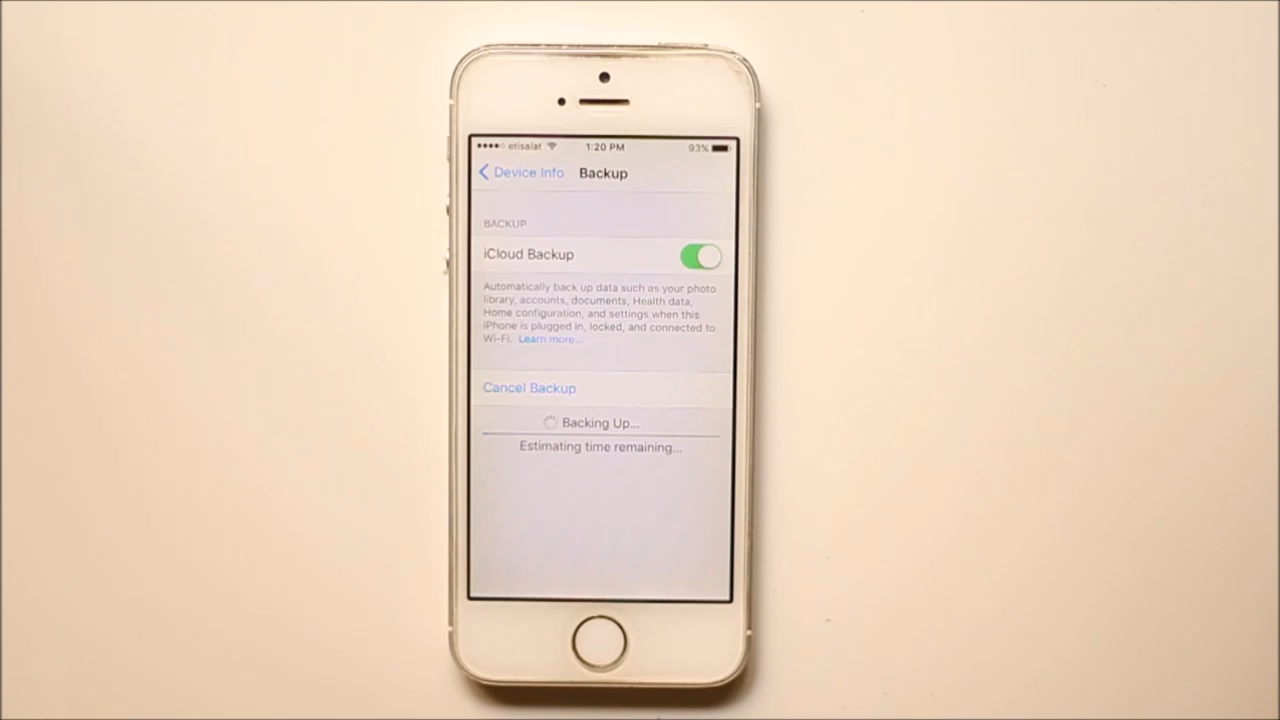 etisalat 1:20 PM 93%
Device Info Backup
BACKUP
iCloud Backup
Automatically back up data such as your photo
library, accounts, documents, Health data,
Home configuration, and settings when this
iPhone is plugged in, locked, and connected to
Wi-Fi. Learn more...
Cancel Backup
Backing Up...
Estimating time remaining...